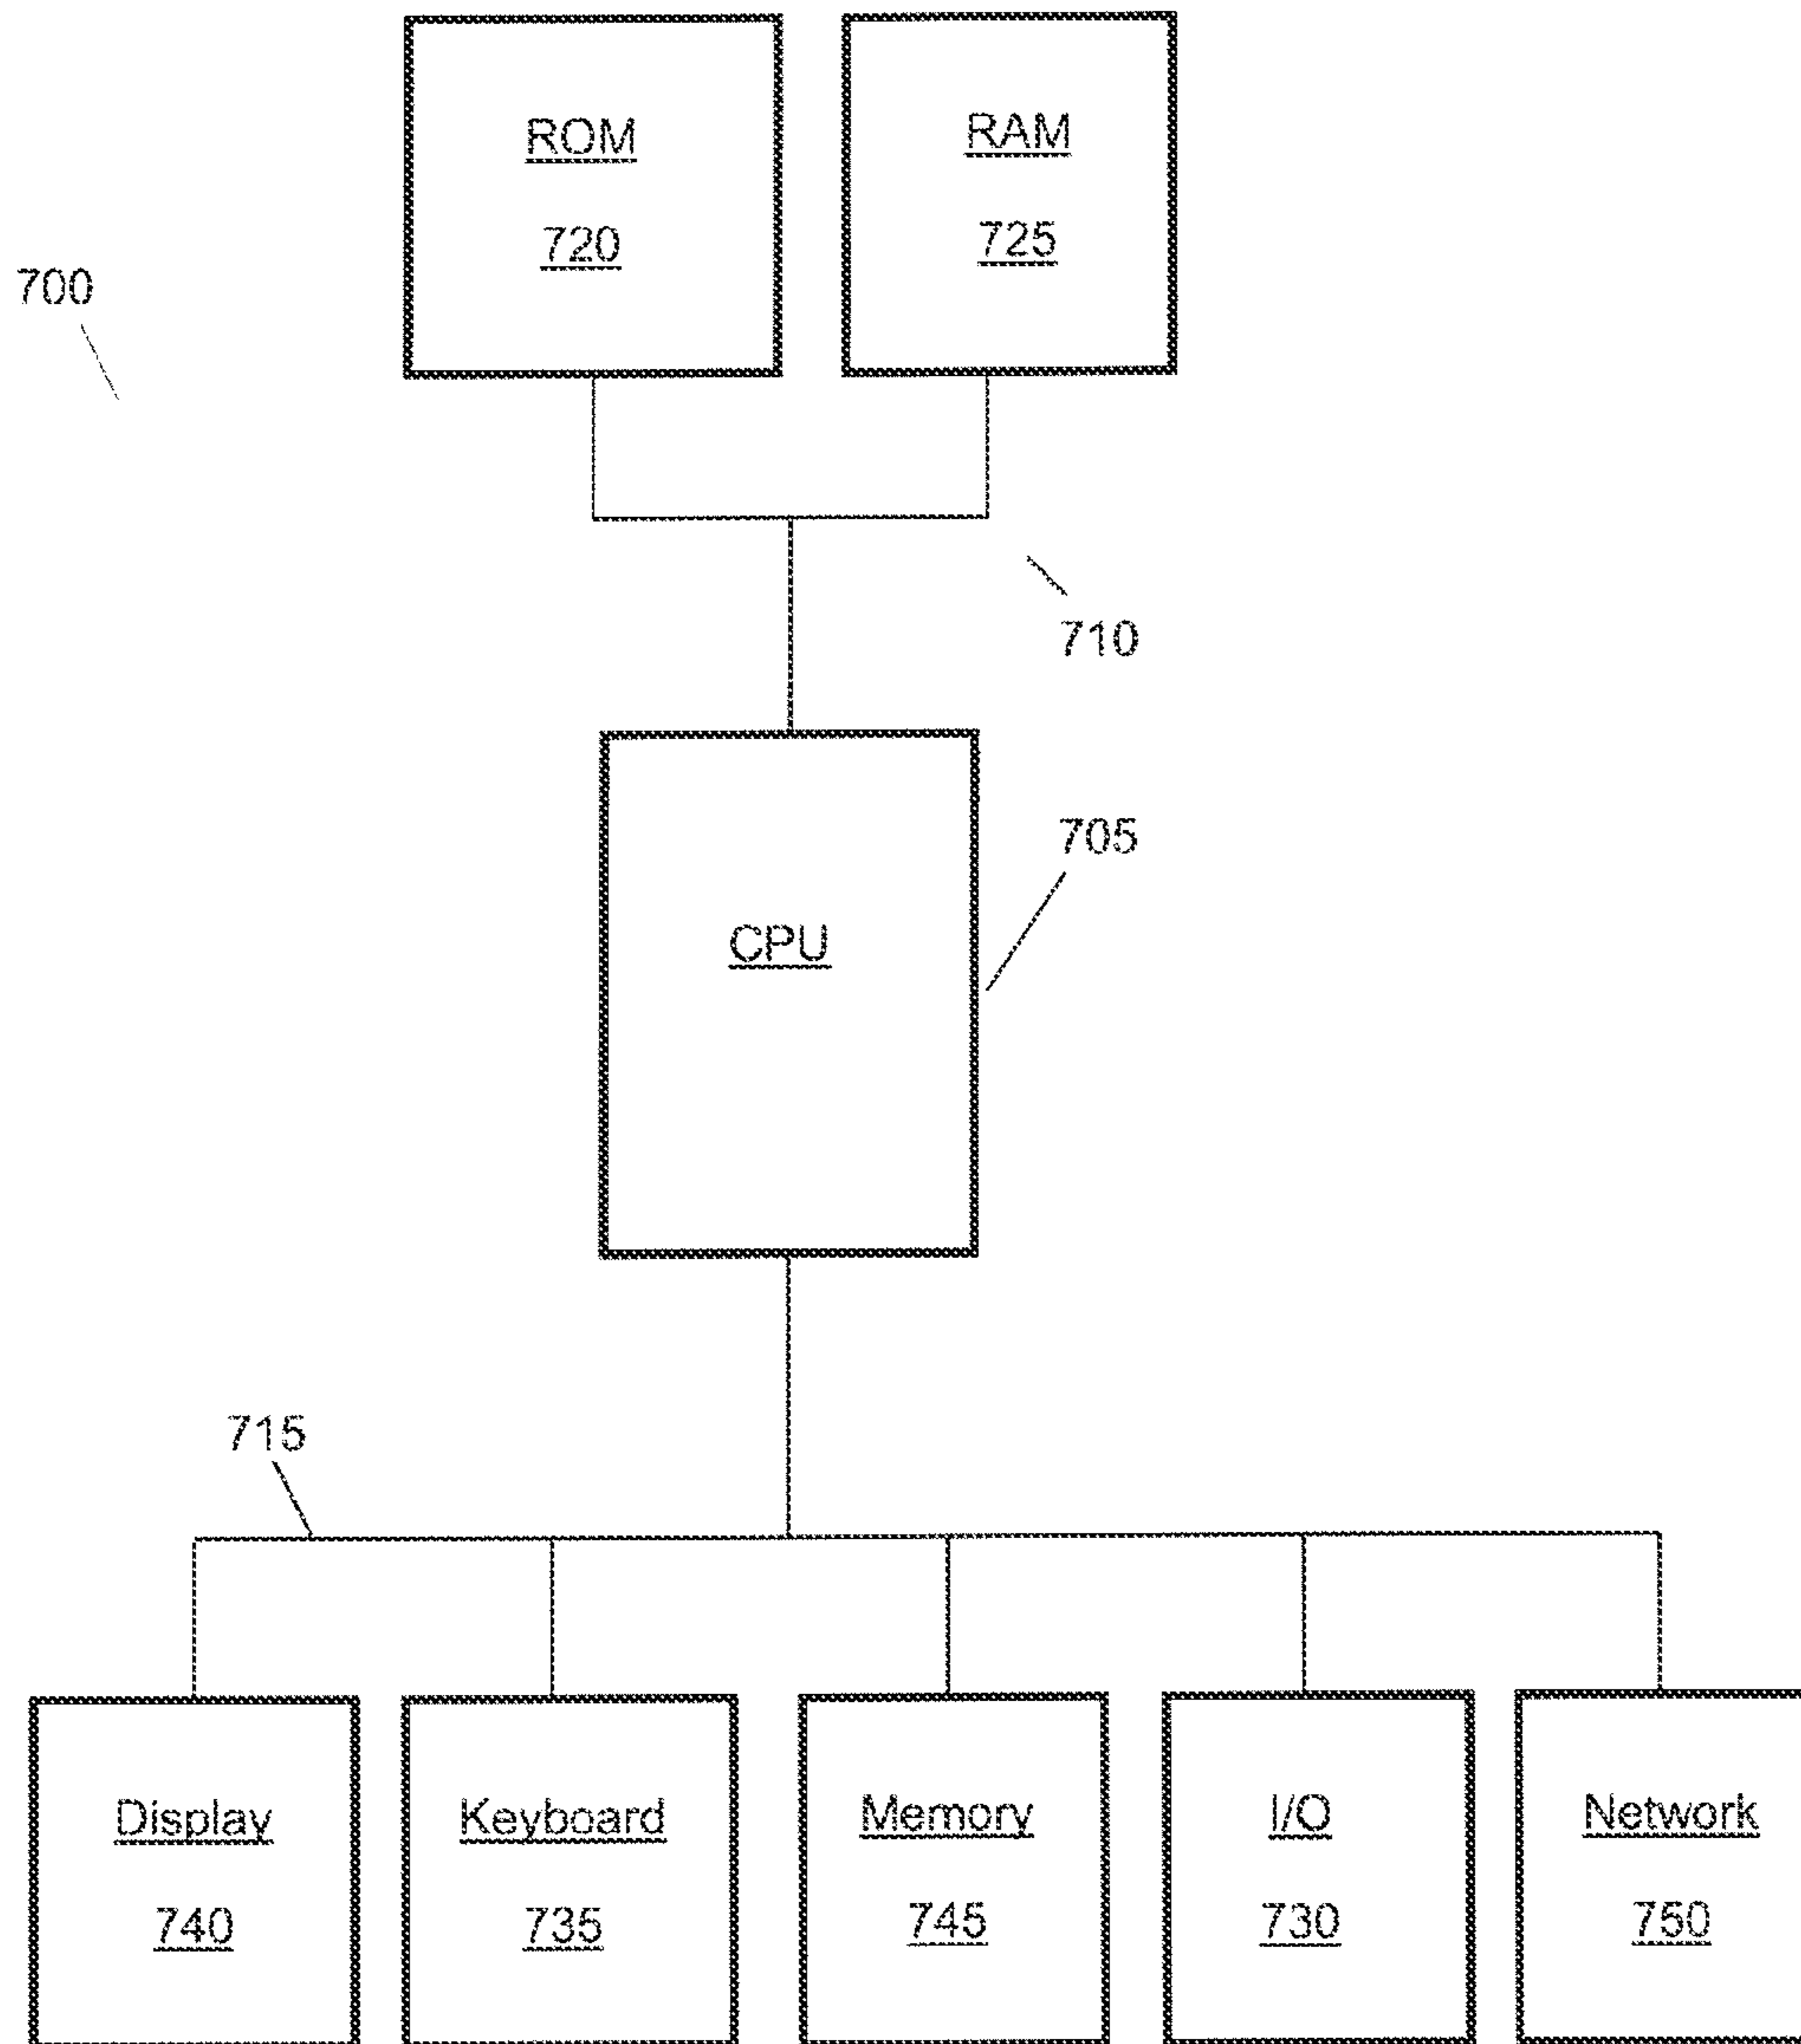 ROM
720
RAM
725
700
710
705
CPU
715
Display
740
Keyboard
735
Memory
745
I/O
730
Network
750